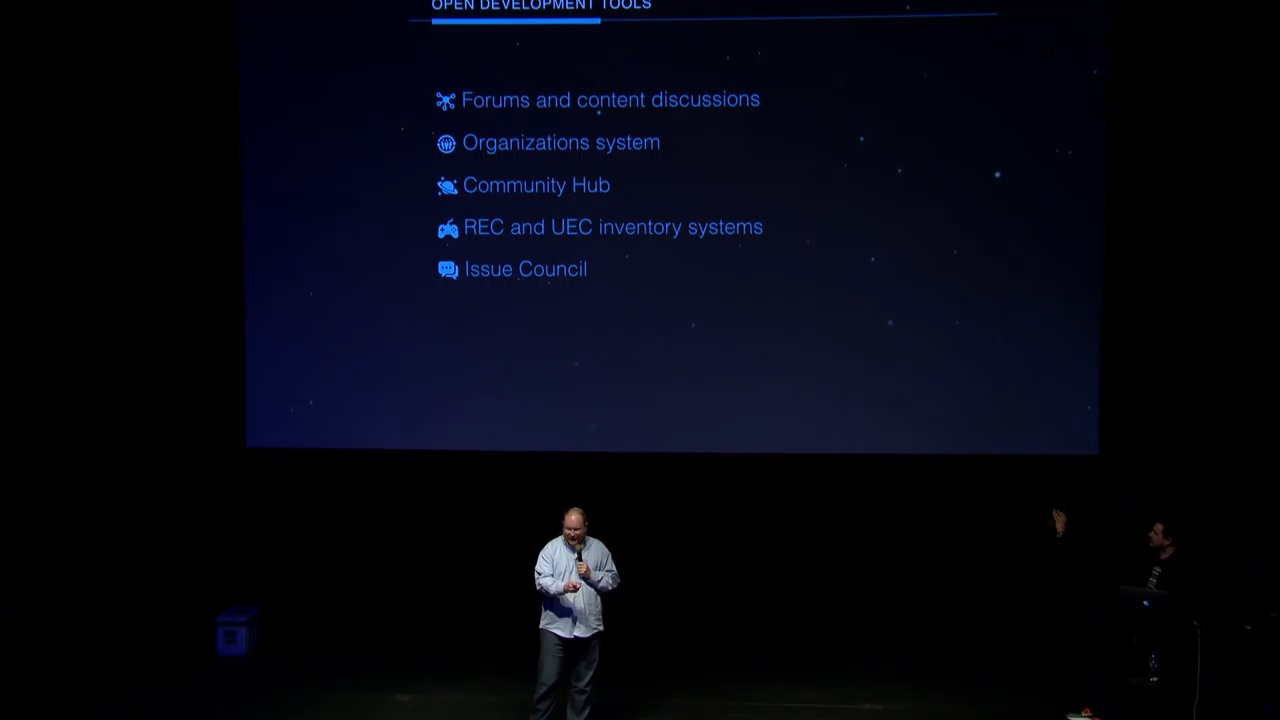 OPEN DEVELOPMENT TOOLS
Forums and content discussions
Organizations system
Community Hub
REC and UEC inventory systems
Issue Council